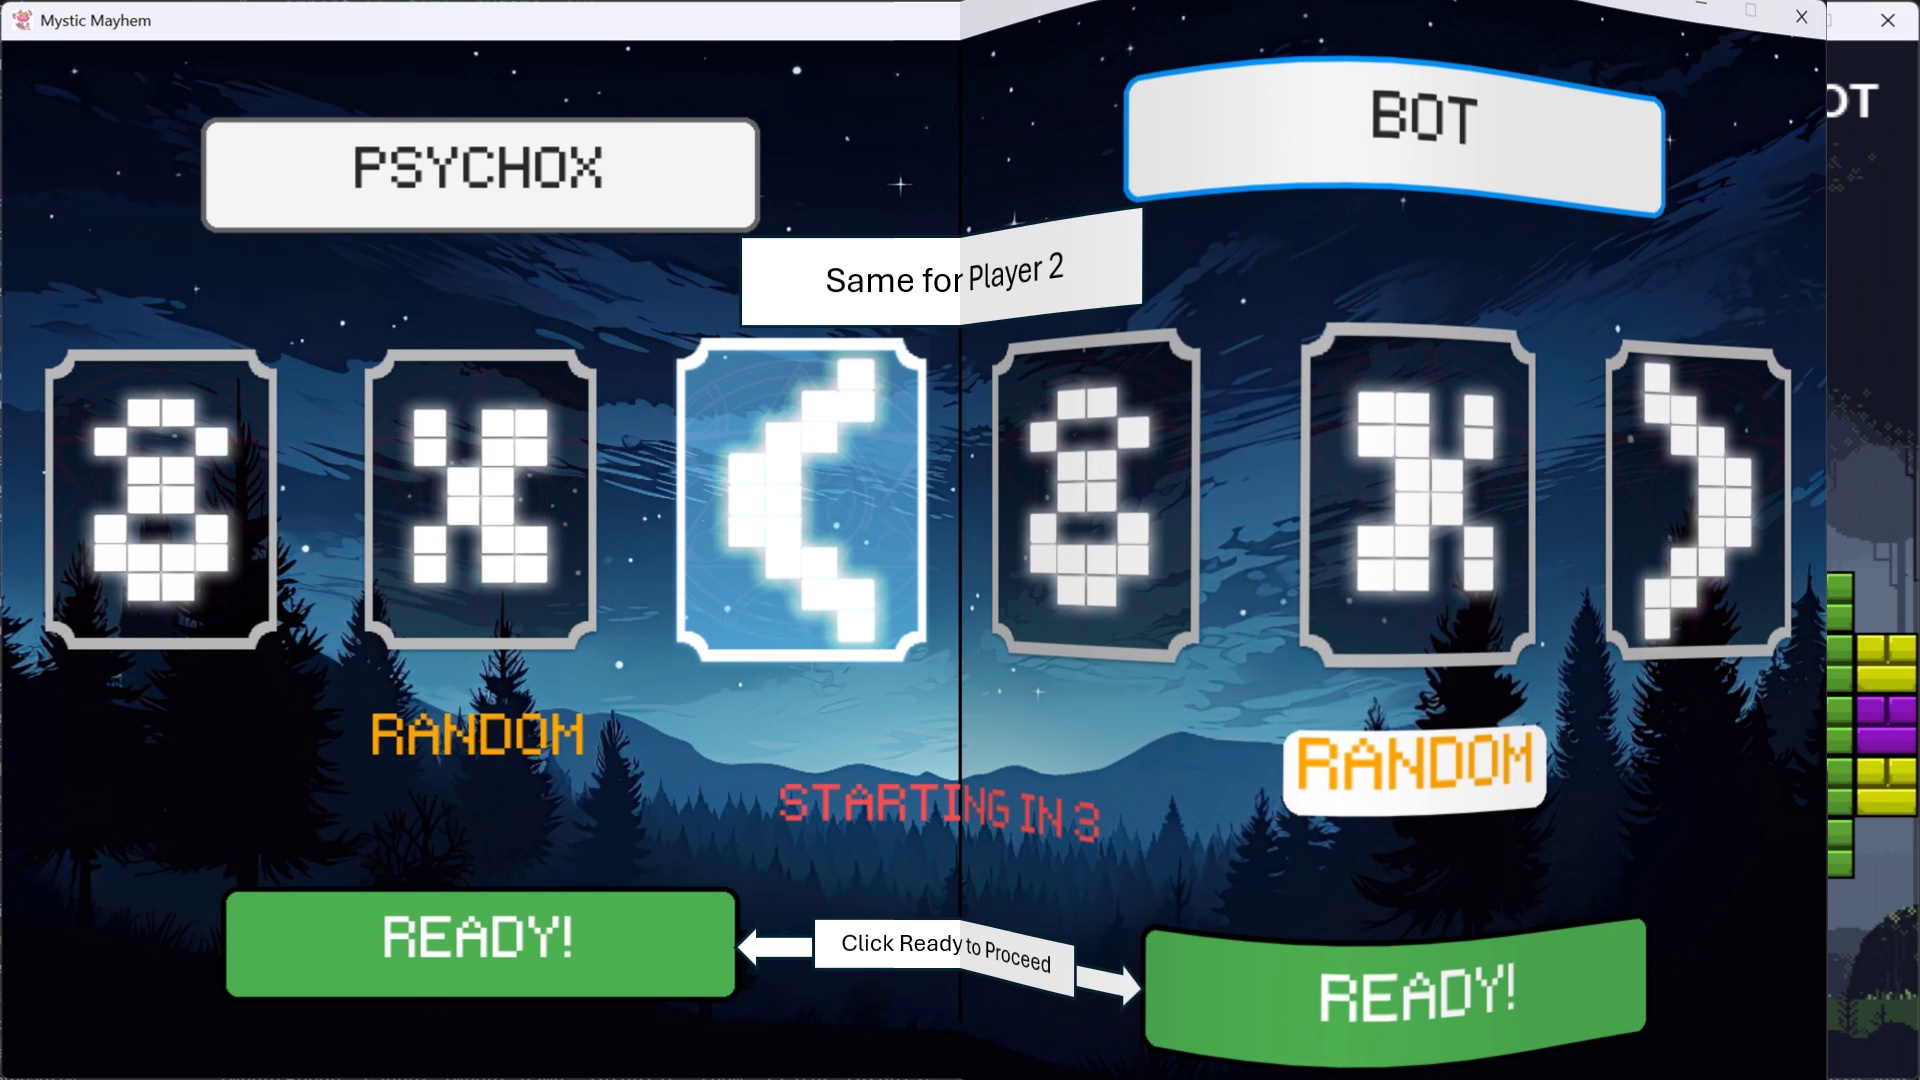 Mystic Mayhem
PSYCHOX
BOT
OT
Same for Player 2
RANDOM
RANDOM
STARTING IN 3
READY!
Click Ready to Proceed
READY!